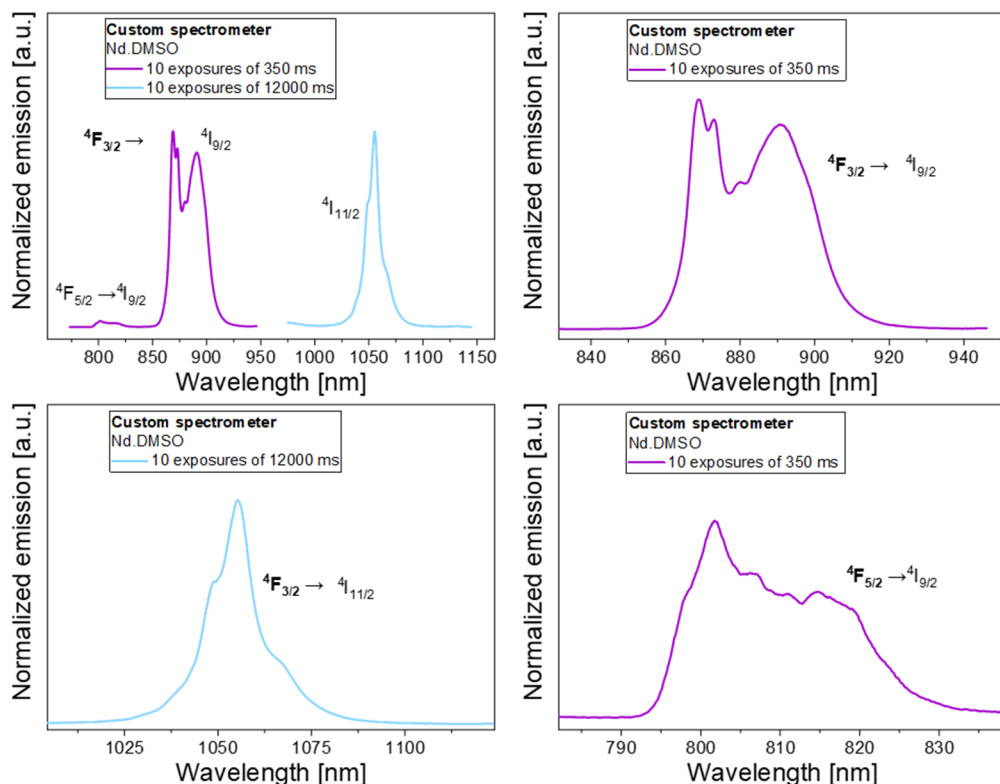 Normalized emission [a.u.]
Custom spectrometer
Nd.DMSO
10 exposures of 350 ms
10 exposures of 12000 ms
⁴F₃/₂ → ⁴I₉/₂
⁴I₁₁/₂
⁴F₅/₂ →⁴I₉/₂
800 850 900 950 1000 1050 1100 1150
Wavelength [nm]
Normalized emission [a.u.]
Custom spectrometer
Nd.DMSO
10 exposures of 350 ms
⁴F₃/₂ → ⁴I₉/₂
840 860 880 900 920 940
Wavelength [nm]
Normalized emission [a.u.]
Custom spectrometer
Nd.DMSO
10 exposures of 12000 ms
⁴F₃/₂ → ⁴I₁₁/₂
1025 1050 1075 1100
Wavelength [nm]
Normalized emission [a.u.]
Custom spectrometer
Nd.DMSO
10 exposures of 350 ms
⁴F₅/₂ →⁴I₉/₂
790 800 810 820 830
Wavelength [nm]